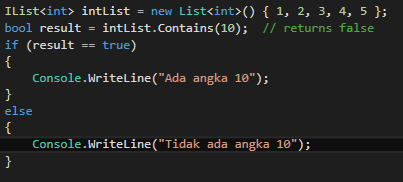 IList<int> intList = new List<int>() { 1, 2, 3, 4, 5 };
bool result = intList.Contains(10);  // returns false
if (result == true)
{
    Console.WriteLine("Ada angka 10");
}
else
{
    Console.WriteLine("Tidak ada angka 10");
}